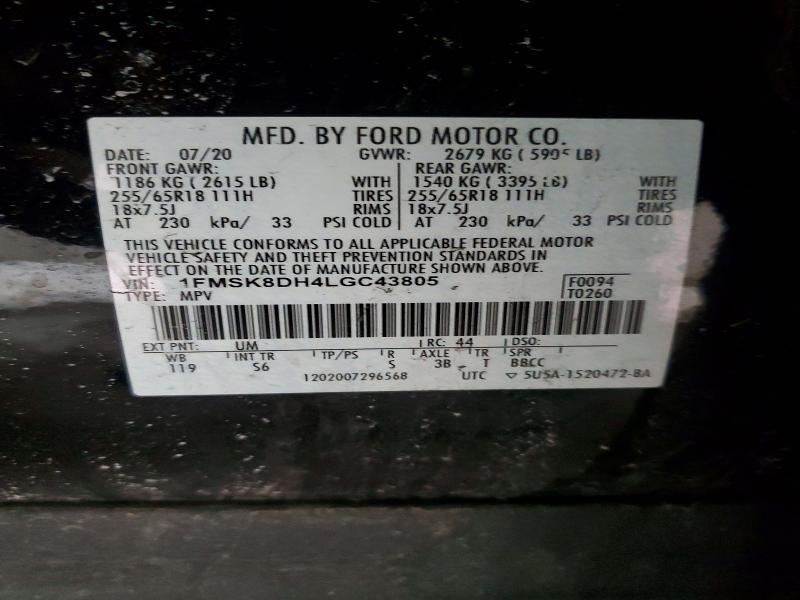 MFD. BY FORD MOTOR CO.
DATE: 07/20 GVWR: 2679 KG ( 5905 LB)
FRONT GAWR: REAR GAWR:
1186 KG ( 2615 LB) WITH 1540 KG ( 3395 LB) WITH
255/65R18 111H TIRES 255/65R18 111H TIRES
18x7.5J RIMS 18x7.5J RIMS
AT 230 kPa/ 33 PSI COLD AT 230 kPa/ 33 PSI COLD
THIS VEHICLE CONFORMS TO ALL APPLICABLE FEDERAL MOTOR
VEHICLE SAFETY AND THEFT PREVENTION STANDARDS IN
EFFECT ON THE DATE OF MANUFACTURE SHOWN ABOVE.
VIN: 1FMSK8DH4LGC43805 F0094
TYPE: MPV T0260
EXT PNT: UM RC: 44 DSO:
WB INT TR TP/PS R AXLE TR SPR
119 S6 S 3B T BBCC
1202007296568 UTC ▽ 5U5A-1520472-BA